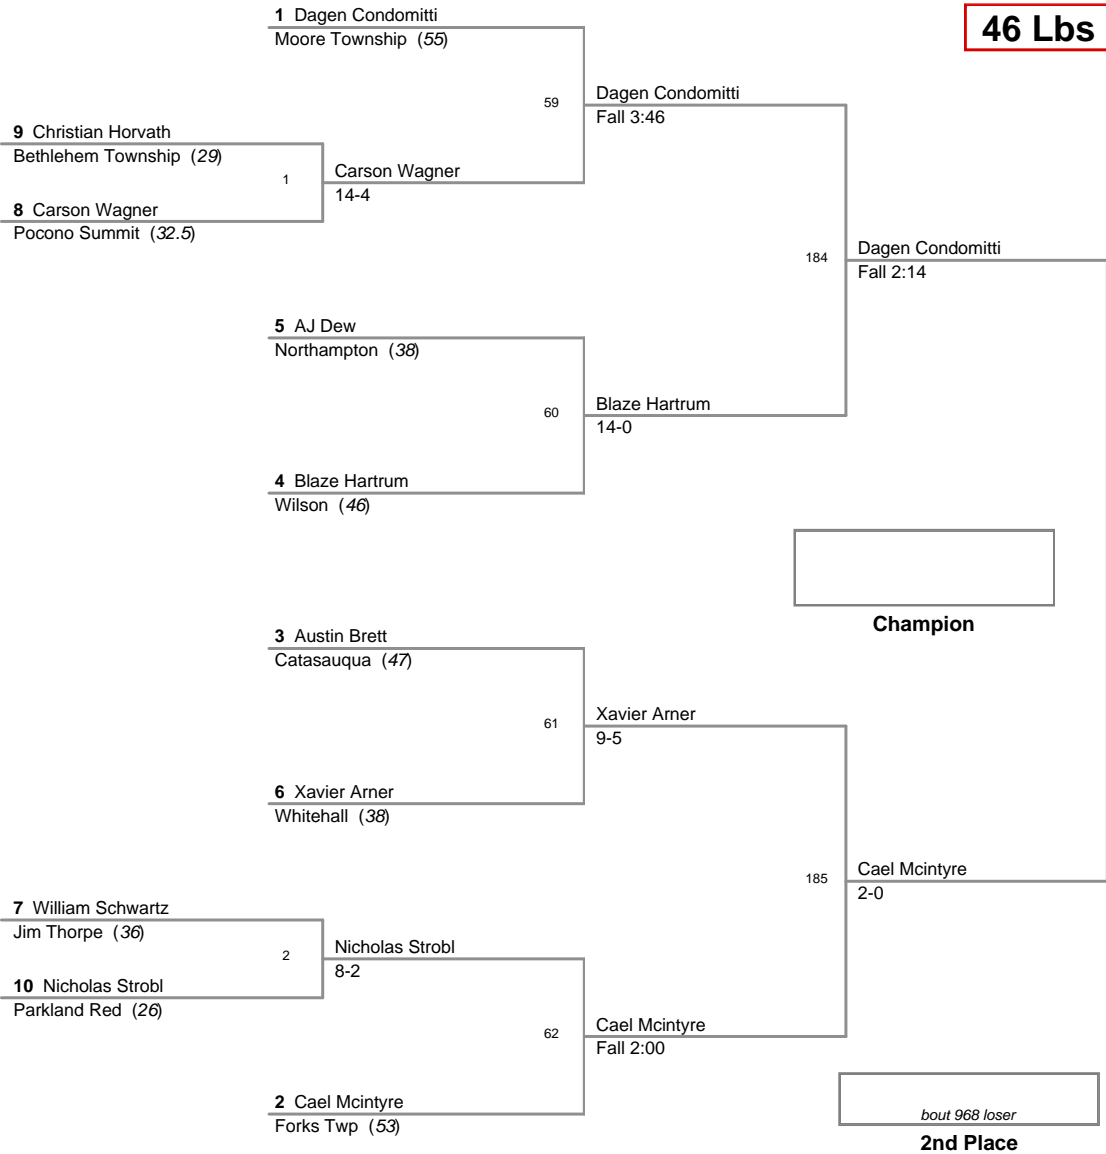 1 Dagen Condomitti
Moore Township (55)
46 Lbs
59
Dagen Condomitti
Fall 3:46
9 Christian Horvath
Bethlehem Township (29)
1
Carson Wagner
14-4
8 Carson Wagner
Pocono Summit (32.5)
184
Dagen Condomitti
Fall 2:14
5 AJ Dew
Northampton (38)
60
Blaze Hartrum
14-0
4 Blaze Hartrum
Wilson (46)
Champion
3 Austin Brett
Catasauqua (47)
61
Xavier Arner
9-5
6 Xavier Arner
Whitehall (38)
185
Cael Mcintyre
2-0
7 William Schwartz
Jim Thorpe (36)
2
Nicholas Strobl
8-2
10 Nicholas Strobl
Parkland Red (26)
62
Cael Mcintyre
Fall 2:00
2 Cael Mcintyre
Forks Twp (53)
bout 968 loser
2nd Place